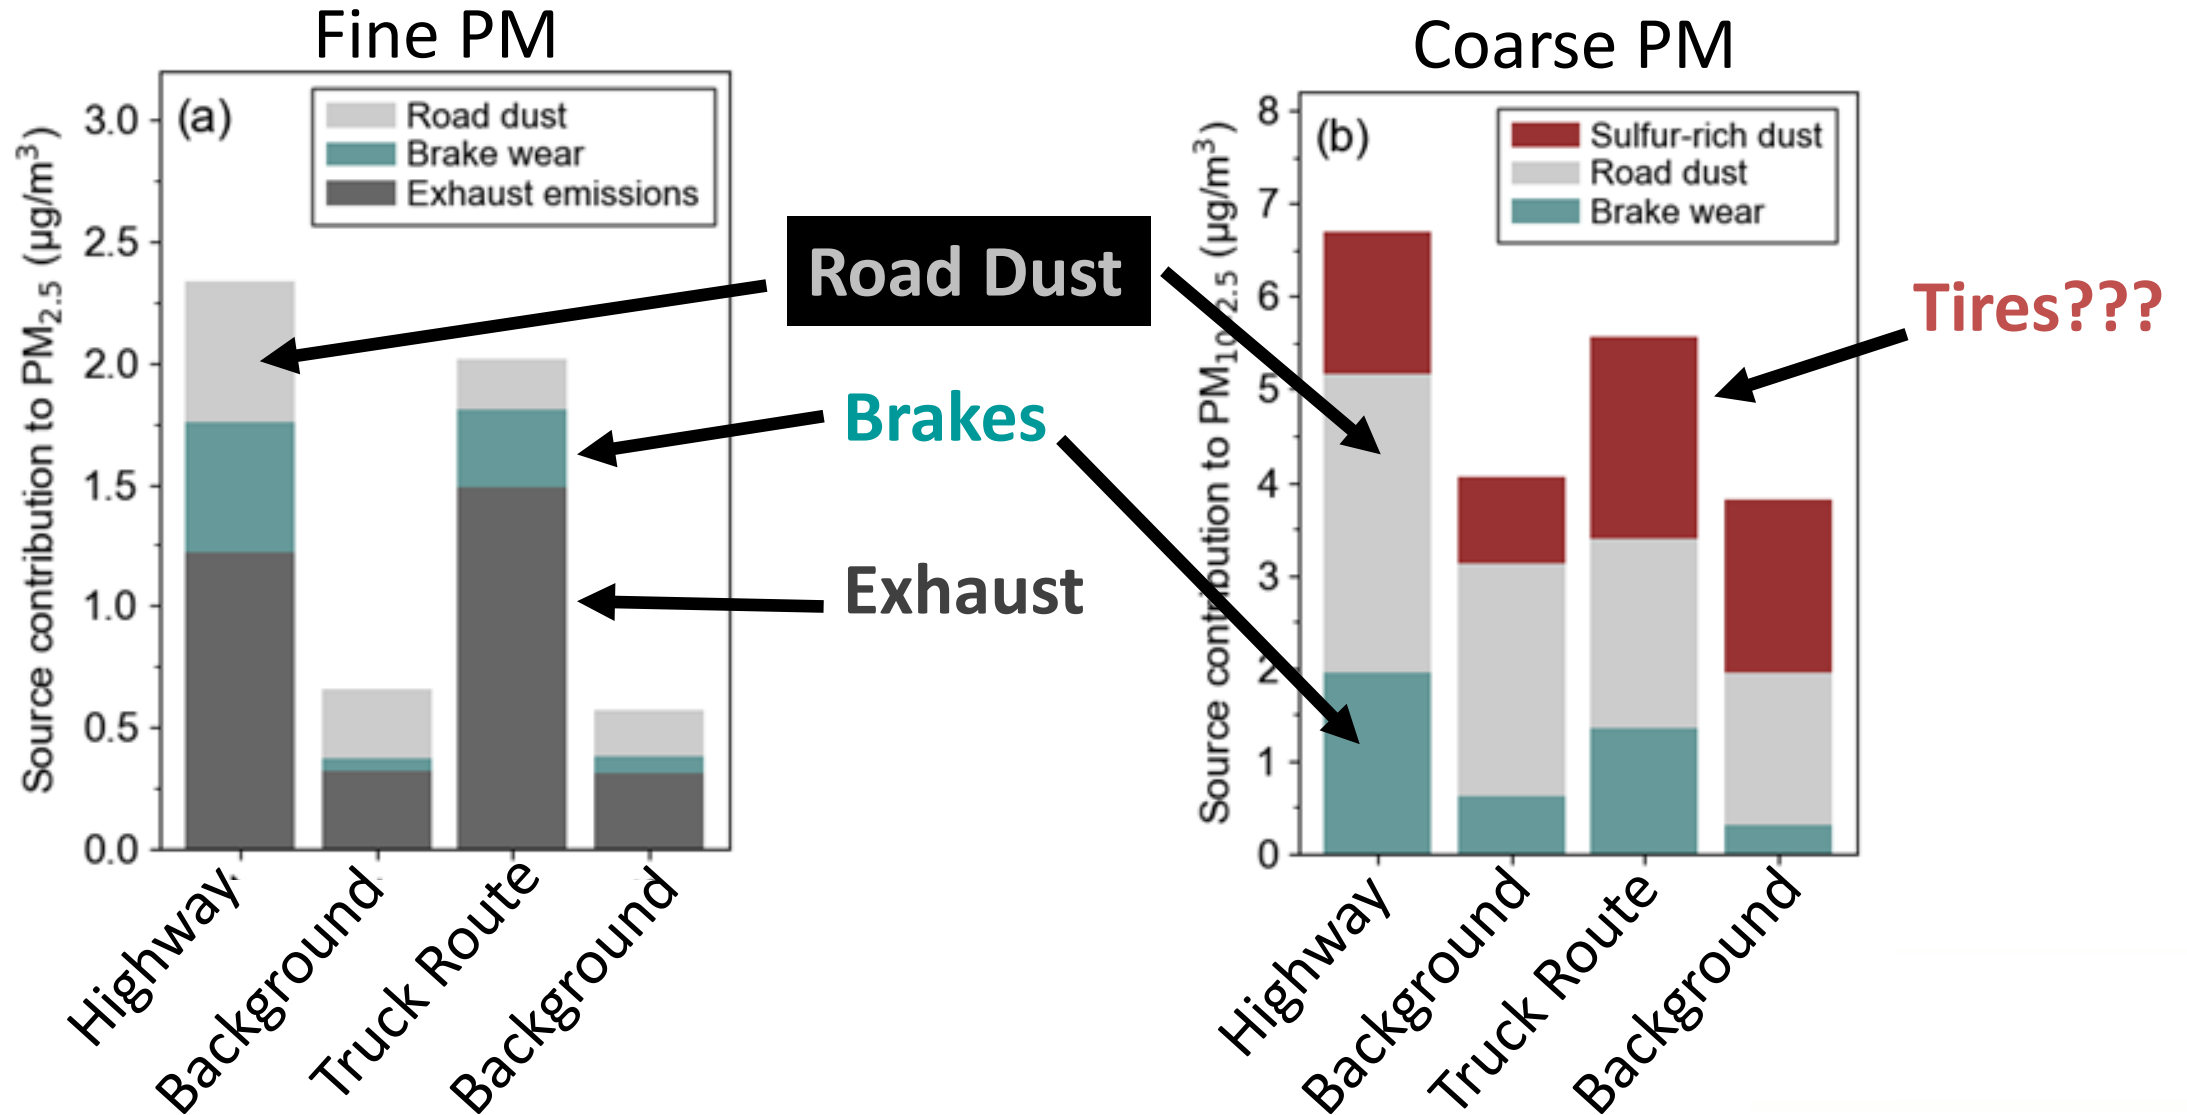 Fine PM
(a)
Road dust
Brake wear
Exhaust emissions
Source contribution to PM2.5 (µg/m³)
3.0
2.5
2.0
1.5
1.0
0.5
0.0
Highway
Background
Truck Route
Background
Road Dust
Brakes
Exhaust
Coarse PM
(b)
Sulfur-rich dust
Road dust
Brake wear
Source contribution to PM10-2.5 (µg/m³)
8
7
6
5
4
3
2
1
0
Highway
Background
Truck Route
Background
Tires???